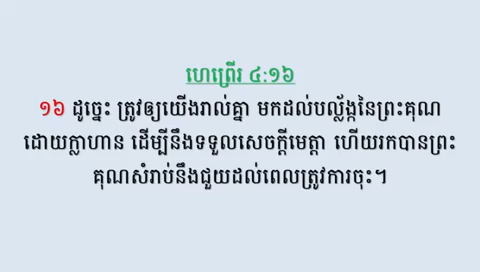 ហេព្រើរ ៤:១៦
១៦ ដូច្នេះ ត្រូវឲ្យយើងរាល់គ្នា មកដល់បល្ល័ង្កនៃព្រះគុណ
ដោយក្លាហាន ដើម្បីនឹងទទួលសេចក្ដីមេត្តា ហើយរកបានព្រះ
គុណសំរាប់នឹងជួយដល់ពេលត្រូវការចុះ។